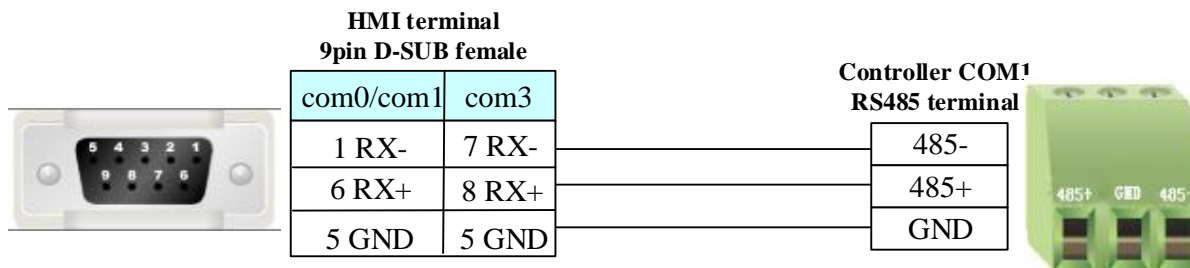 HMI terminal
9pin D-SUB female
Controller COM1
RS485 terminal
com0/com1 com3
1 RX- 7 RX-
6 RX+ 8 RX+
5 GND 5 GND
485-
485+
GND
5 4 3 2 1
9 8 7 6
485+ GND 485-